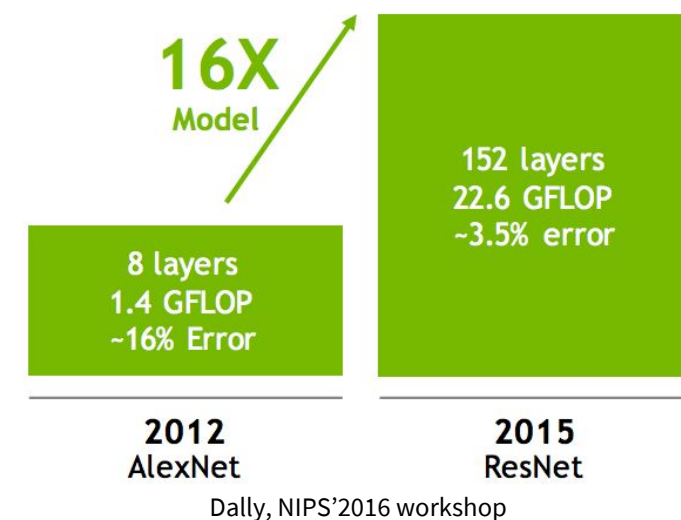 16X
Model
8 layers
1.4 GFLOP
~16% Error
152 layers
22.6 GFLOP
~3.5% error
2012
AlexNet
2015
ResNet
Dally, NIPS’2016 workshop